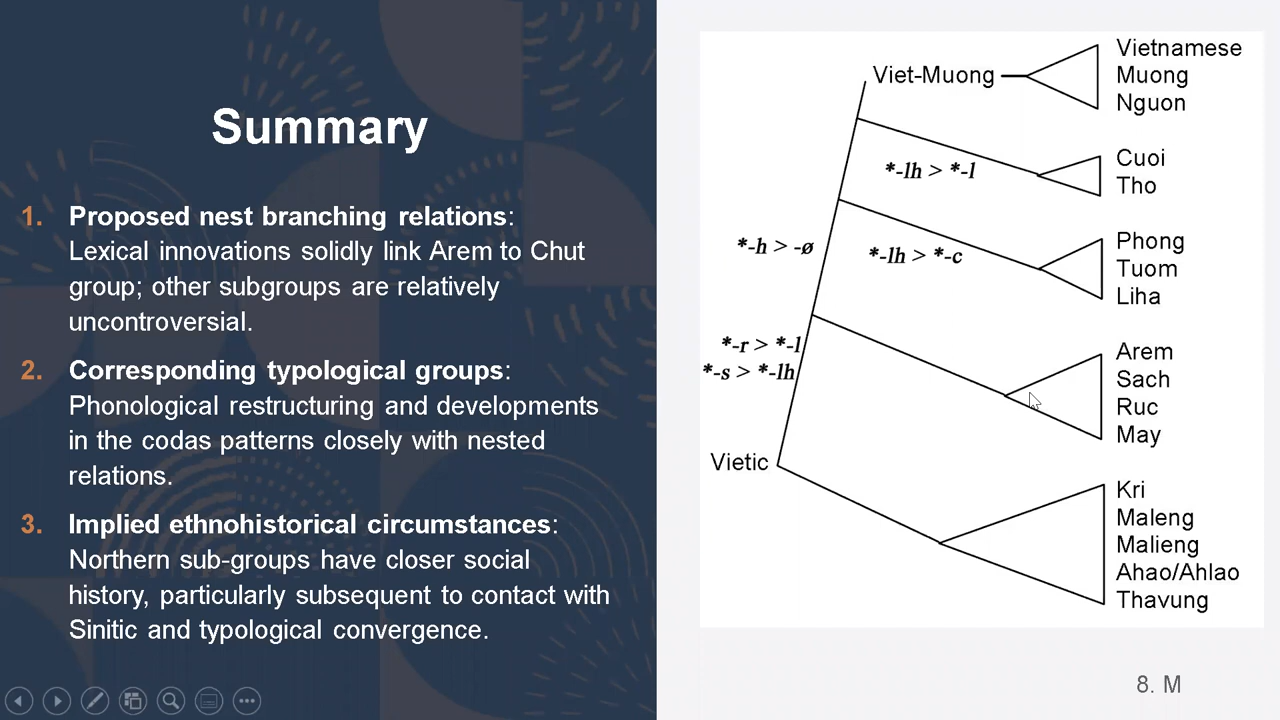 Summary
1. Proposed nest branching relations:
Lexical innovations solidly link Arem to Chut
group; other subgroups are relatively
uncontroversial.
2. Corresponding typological groups:
Phonological restructuring and developments
in the codas patterns closely with nested
relations.
3. Implied ethnohistorical circumstances:
Northern sub-groups have closer social
history, particularly subsequent to contact with
Sinitic and typological convergence.
Viet-Muong
Vietnamese
Muong
Nguon
*-lh > *-l
Cuoi
Tho
*-h > -ø
*-lh > *-c
Phong
Tuom
Liha
*-r > *-l
*-s > *-lh
Arem
Sach
Ruc
May
Vietic
Kri
Maleng
Malieng
Ahao/Ahlao
Thavung
8. M